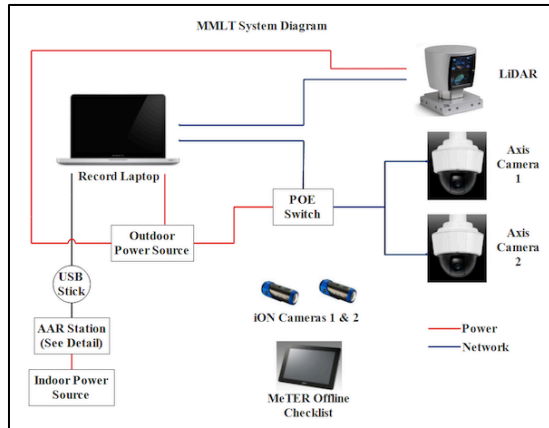 MMLT System Diagram
LiDAR
Record Laptop
Axis
Camera
1
POE
Switch
Outdoor
Power Source
Axis
Camera
2
USB
Stick
iON Cameras 1 & 2
AAR Station
(See Detail)
Power
Network
Indoor Power
Source
MeTER Offline
Checklist